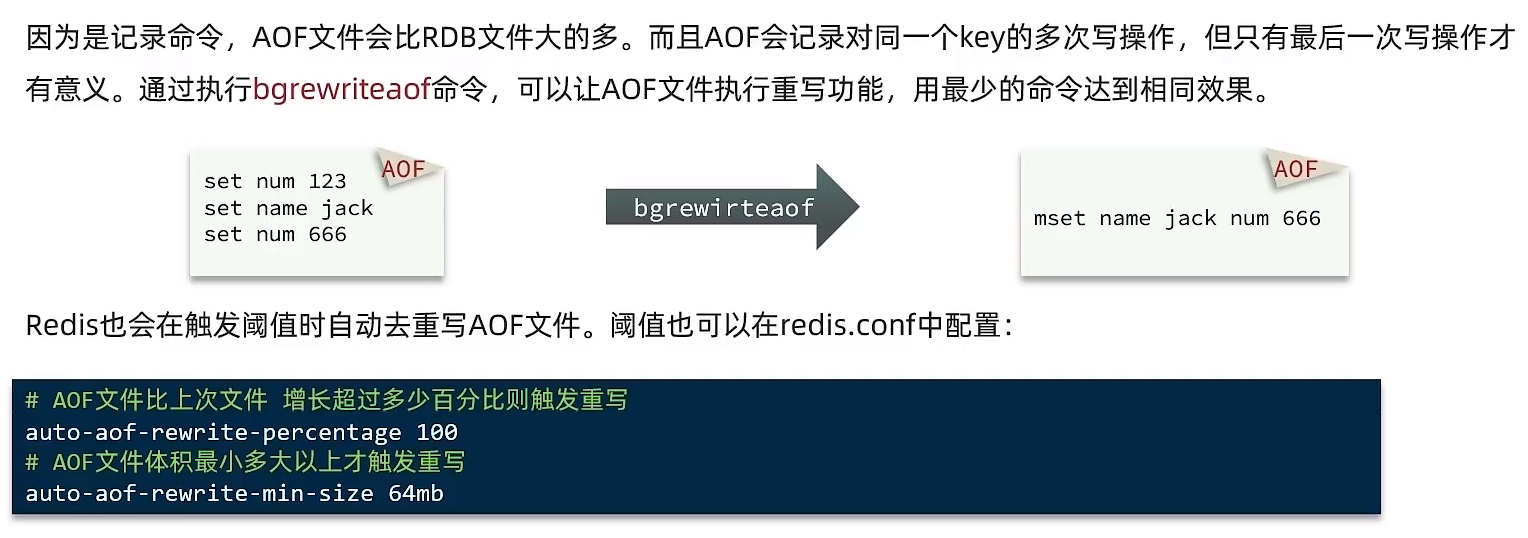 因为是记录命令，AOF文件会比RDB文件大的多。而且AOF会记录对同一个key的多次写操作，但只有最后一次写操作才
有意义。通过执行bgrewriteaof命令，可以让AOF文件执行重写功能，用最少的命令达到相同效果。
AOF
set num 123
set name jack
set num 666
bgrewirteaof
AOF
mset name jack num 666
Redis也会在触发阈值时自动去重写AOF文件。阈值也可以在redis.conf中配置：
# AOF文件比上次文件 增长超过多少百分比则触发重写
auto-aof-rewrite-percentage 100
# AOF文件体积最小多大以上才触发重写
auto-aof-rewrite-min-size 64mb